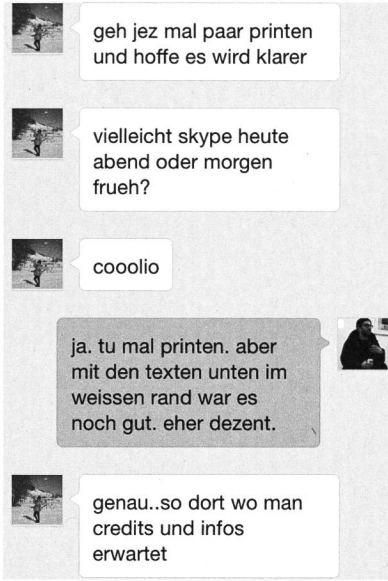 geh jez mal paar printen
und hoffe es wird klarer
vielleicht skype heute
abend oder morgen
frueh?
cooolio
ja. tu mal printen. aber
mit den texten unten im
weissen rand war es
noch gut. eher dezent.
genau..so dort wo man
credits und infos
erwartet